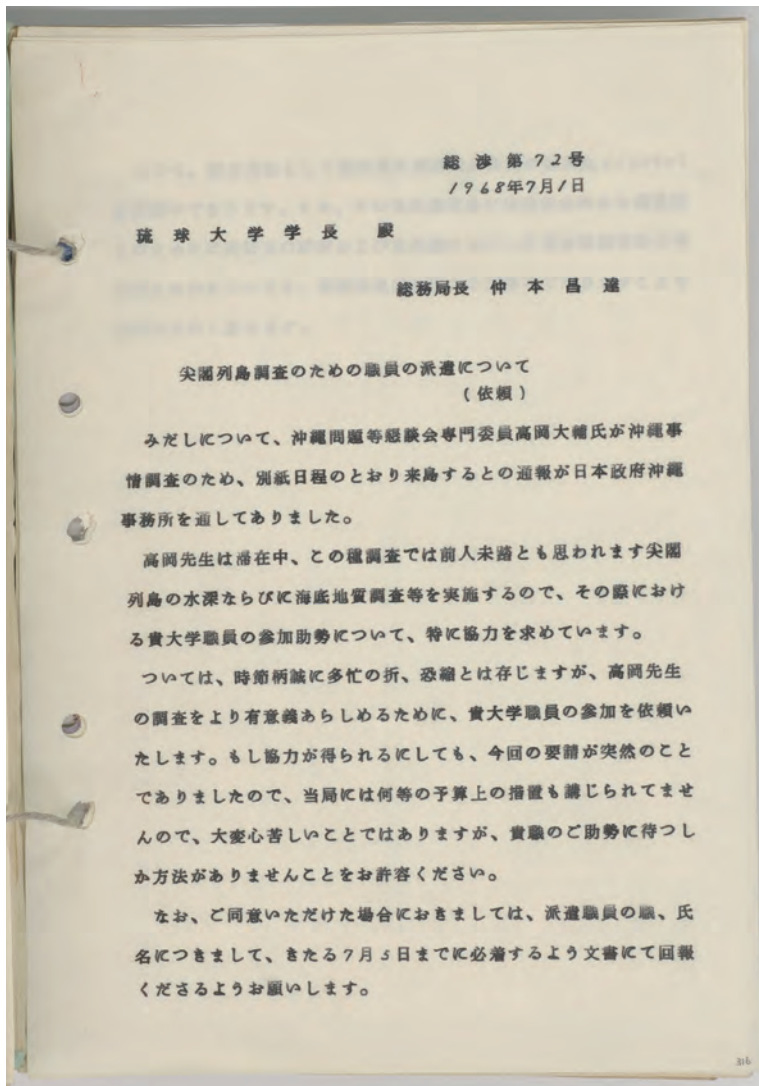 総渉第72号
1968年7月1日
琉球大学学長 殿
総務局長 仲本昌達
尖閣列島調査のための職員の派遣について
(依頼)
みだしについて、沖縄問題等懇談会専門委員高岡大輔氏が沖縄事
情調査のため、別紙日程のとおり来島するとの通報が日本政府沖縄
事務所を通してありました。
高岡先生は滞在中、この種調査では前人未踏とも思われます尖閣
列島の水深ならびに海底地質調査等を実施するので、その際におけ
る貴大学職員の参加助勢について、特に協力を求めています。
ついては、時節柄誠に多忙の折、恐縮とは存じますが、高岡先生
の調査をより有意義あらしめるために、貴大学職員の参加を依頼い
たします。もし協力が得られるにしても、今回の要請が突然のこと
でありましたので、当局には何等の予算上の措置も講じられてませ
んので、大変心苦しいことではありますが、貴職のご助勢に待つし
か方法がありませんことをお許容ください。
なお、ご同意いただけた場合におきましては、派遣職員の職、氏
名につきまして、きたる7月5日までに必着するよう文書にて回報
くださるようお願いします。
316